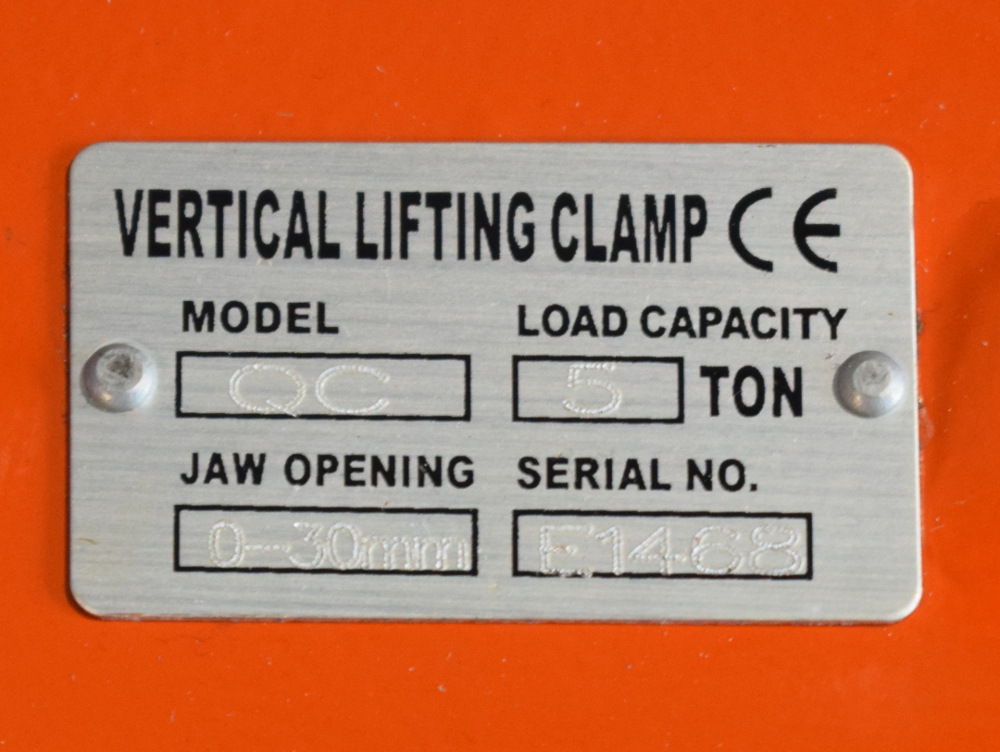 VERTICAL LIFTING CLAMP CE
MODEL LOAD CAPACITY
QC 5 TON
JAW OPENING SERIAL NO.
0-30mm E1468